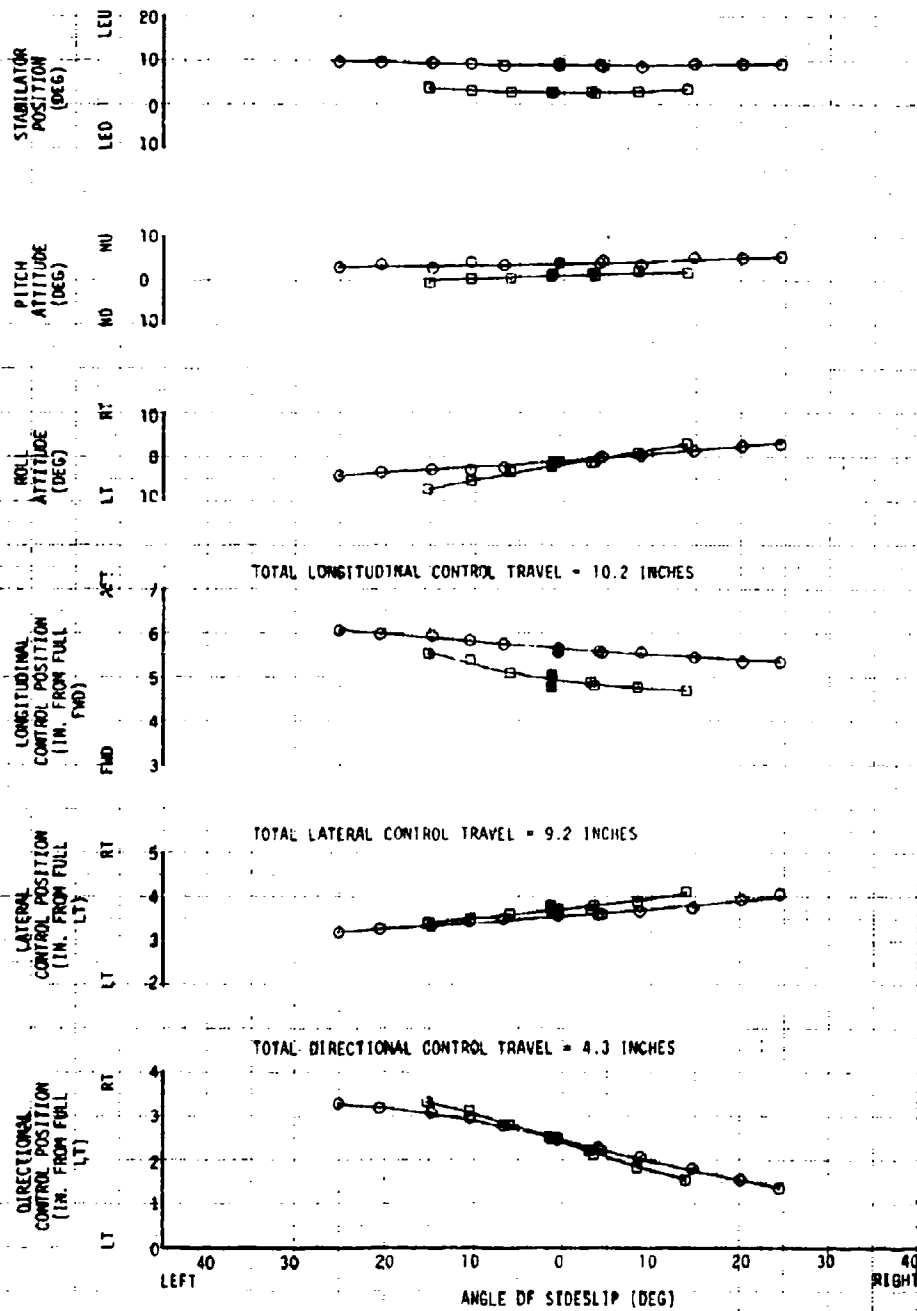 STABILATOR
POSITION
(DEG)
LEU
LED
20
10
0
10
PITCH
ATTITUDE
(DEG)
NU
ND
10
0
10
ROLL
ATTITUDE
(DEG)
RT
LT
10
0
10
TOTAL LONGITUDINAL CONTROL TRAVEL = 10.2 INCHES
LONGITUDINAL
CONTROL POSITION
(IN. FROM FULL
FWD)
AFT
FWD
7
6
5
4
3
TOTAL LATERAL CONTROL TRAVEL = 9.2 INCHES
LATERAL
CONTROL POSITION
(IN. FROM FULL
LT)
RT
LT
5
4
3
2
TOTAL DIRECTIONAL CONTROL TRAVEL = 4.3 INCHES
DIRECTIONAL
CONTROL POSITION
(IN. FROM FULL
LT)
RT
LT
4
3
2
1
0
40 30 20 10 0 10 20 30 40
LEFT RIGHT
ANGLE OF SIDESLIP (DEG)